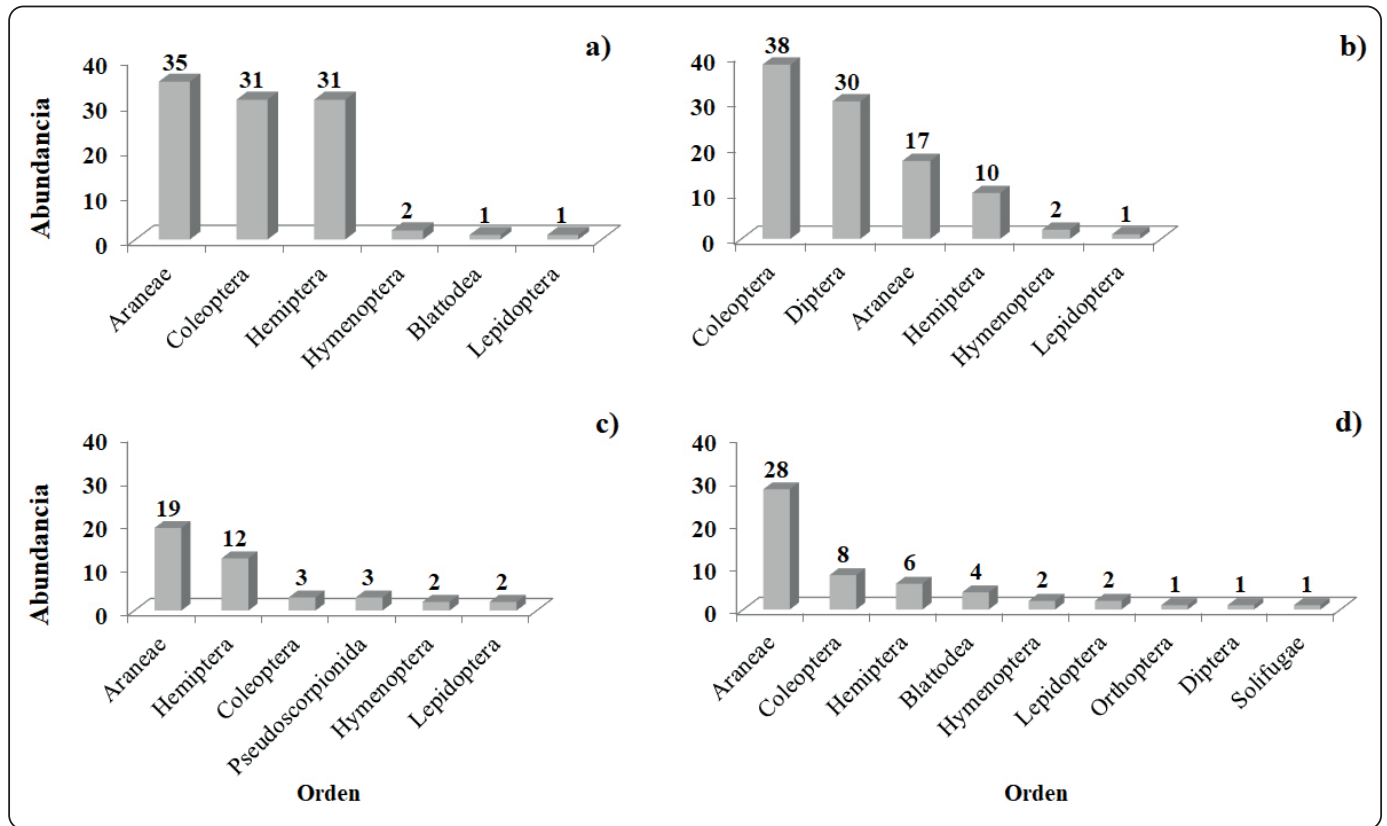 a)
Abundancia
40
30
20
10
0
35
31
31
2
1
1
Araneae
Coleoptera
Hemiptera
Hymenoptera
Blattodea
Lepidoptera
b)
40
30
20
10
0
38
30
17
10
2
1
Coleoptera
Diptera
Araneae
Hemiptera
Hymenoptera
Lepidoptera
c)
Abundancia
40
30
20
10
0
19
12
3
3
2
2
Araneae
Hemiptera
Coleoptera
Pseudoscorpionida
Hymenoptera
Lepidoptera
Orden
d)
40
30
20
10
0
28
8
6
4
2
2
1
1
1
Araneae
Coleoptera
Hemiptera
Blattodea
Hymenoptera
Lepidoptera
Orthoptera
Diptera
Solifugae
Orden